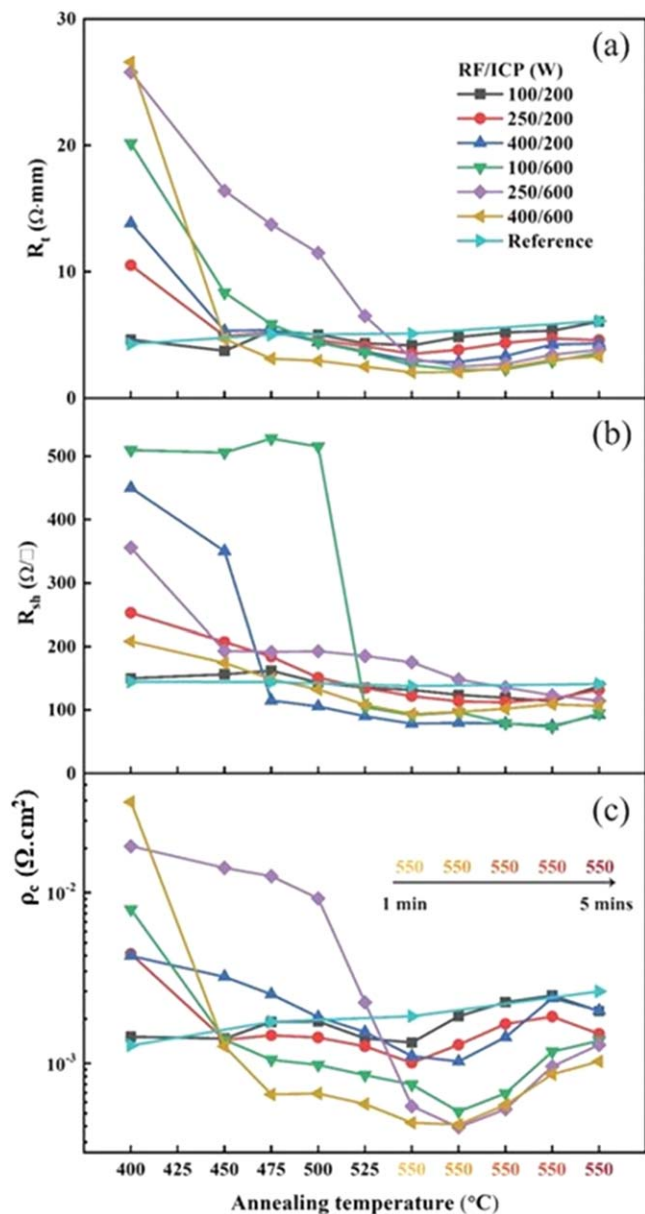 (a)
30
20
10
0
Rt (Ω·mm)
RF/ICP (W)
100/200
250/200
400/200
100/600
250/600
400/600
Reference
(b)
500
400
300
200
100
0
Rsh (Ω/□)
(c)
10⁻²
10⁻³
ρc (Ω.cm²)
550 550 550 550 550
1 min 5 mins
400 425 450 475 500 525 550 550 550 550 550
Annealing temperature (°C)